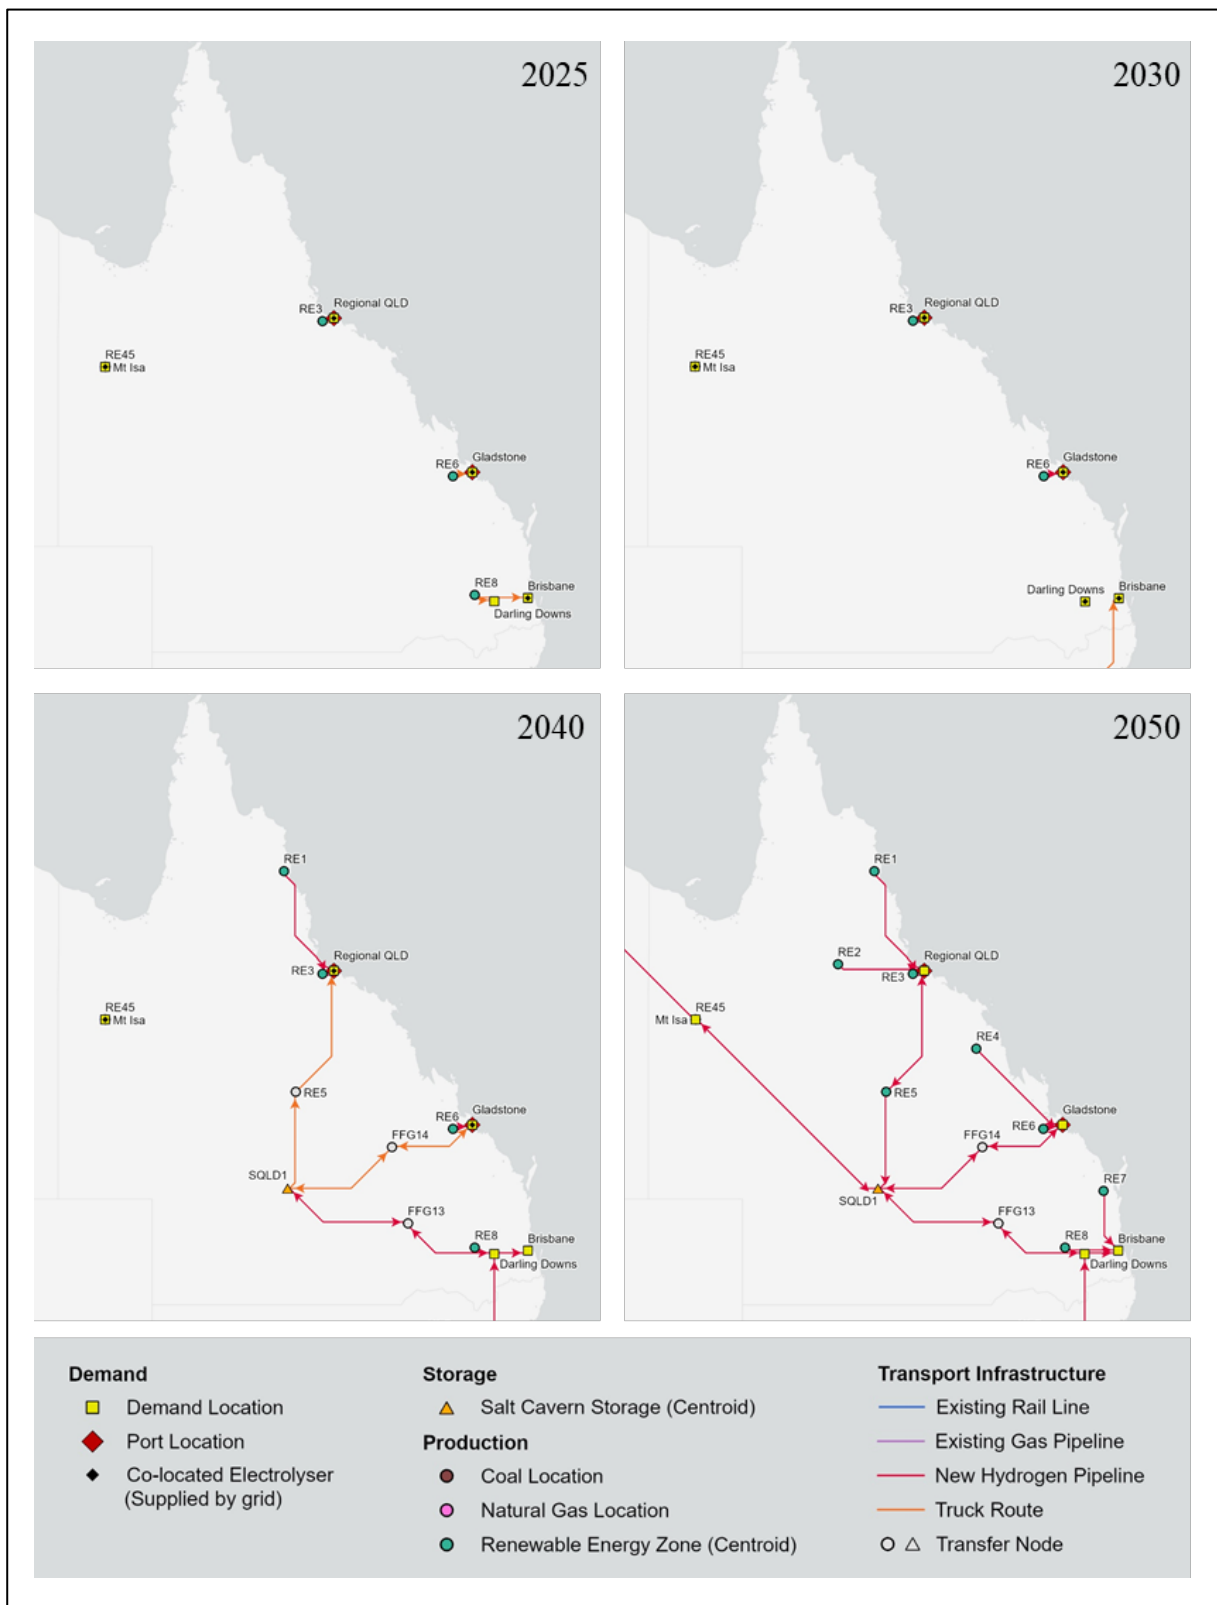 2025
RE3
Regional QLD
RE45
Mt Isa
RE6
Gladstone
RE8
Brisbane
Darling Downs
2030
RE3
Regional QLD
RE45
Mt Isa
RE6
Gladstone
Darling Downs
Brisbane
2040
RE1
RE3
Regional QLD
RE45
Mt Isa
RE5
RE6
Gladstone
FFG14
SQLD1
FFG13
RE8
Brisbane
Darling Downs
2050
RE1
RE2
RE3
Regional QLD
RE45
Mt Isa
RE4
RE5
RE6
Gladstone
FFG14
SQLD1
RE7
FFG13
RE8
Brisbane
Darling Downs
Demand
Demand Location
Port Location
Co-located Electrolyser
(Supplied by grid)
Storage
Salt Cavern Storage (Centroid)
Production
Coal Location
Natural Gas Location
Renewable Energy Zone (Centroid)
Transport Infrastructure
Existing Rail Line
Existing Gas Pipeline
New Hydrogen Pipeline
Truck Route
Transfer Node